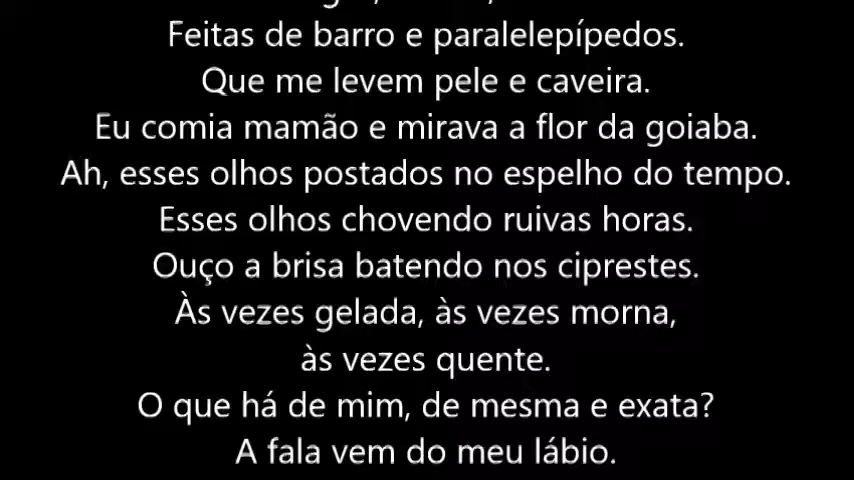 Feitas de barro e paralelepípedos.
Que me levem pele e caveira.
Eu comia mamão e mirava a flor da goiaba.
Ah, esses olhos postados no espelho do tempo.
Esses olhos chovendo ruivas horas.
Ouço a brisa batendo nos ciprestes.
Às vezes gelada, às vezes morna,
às vezes quente.
O que há de mim, de mesma e exata?
A fala vem do meu lábio.